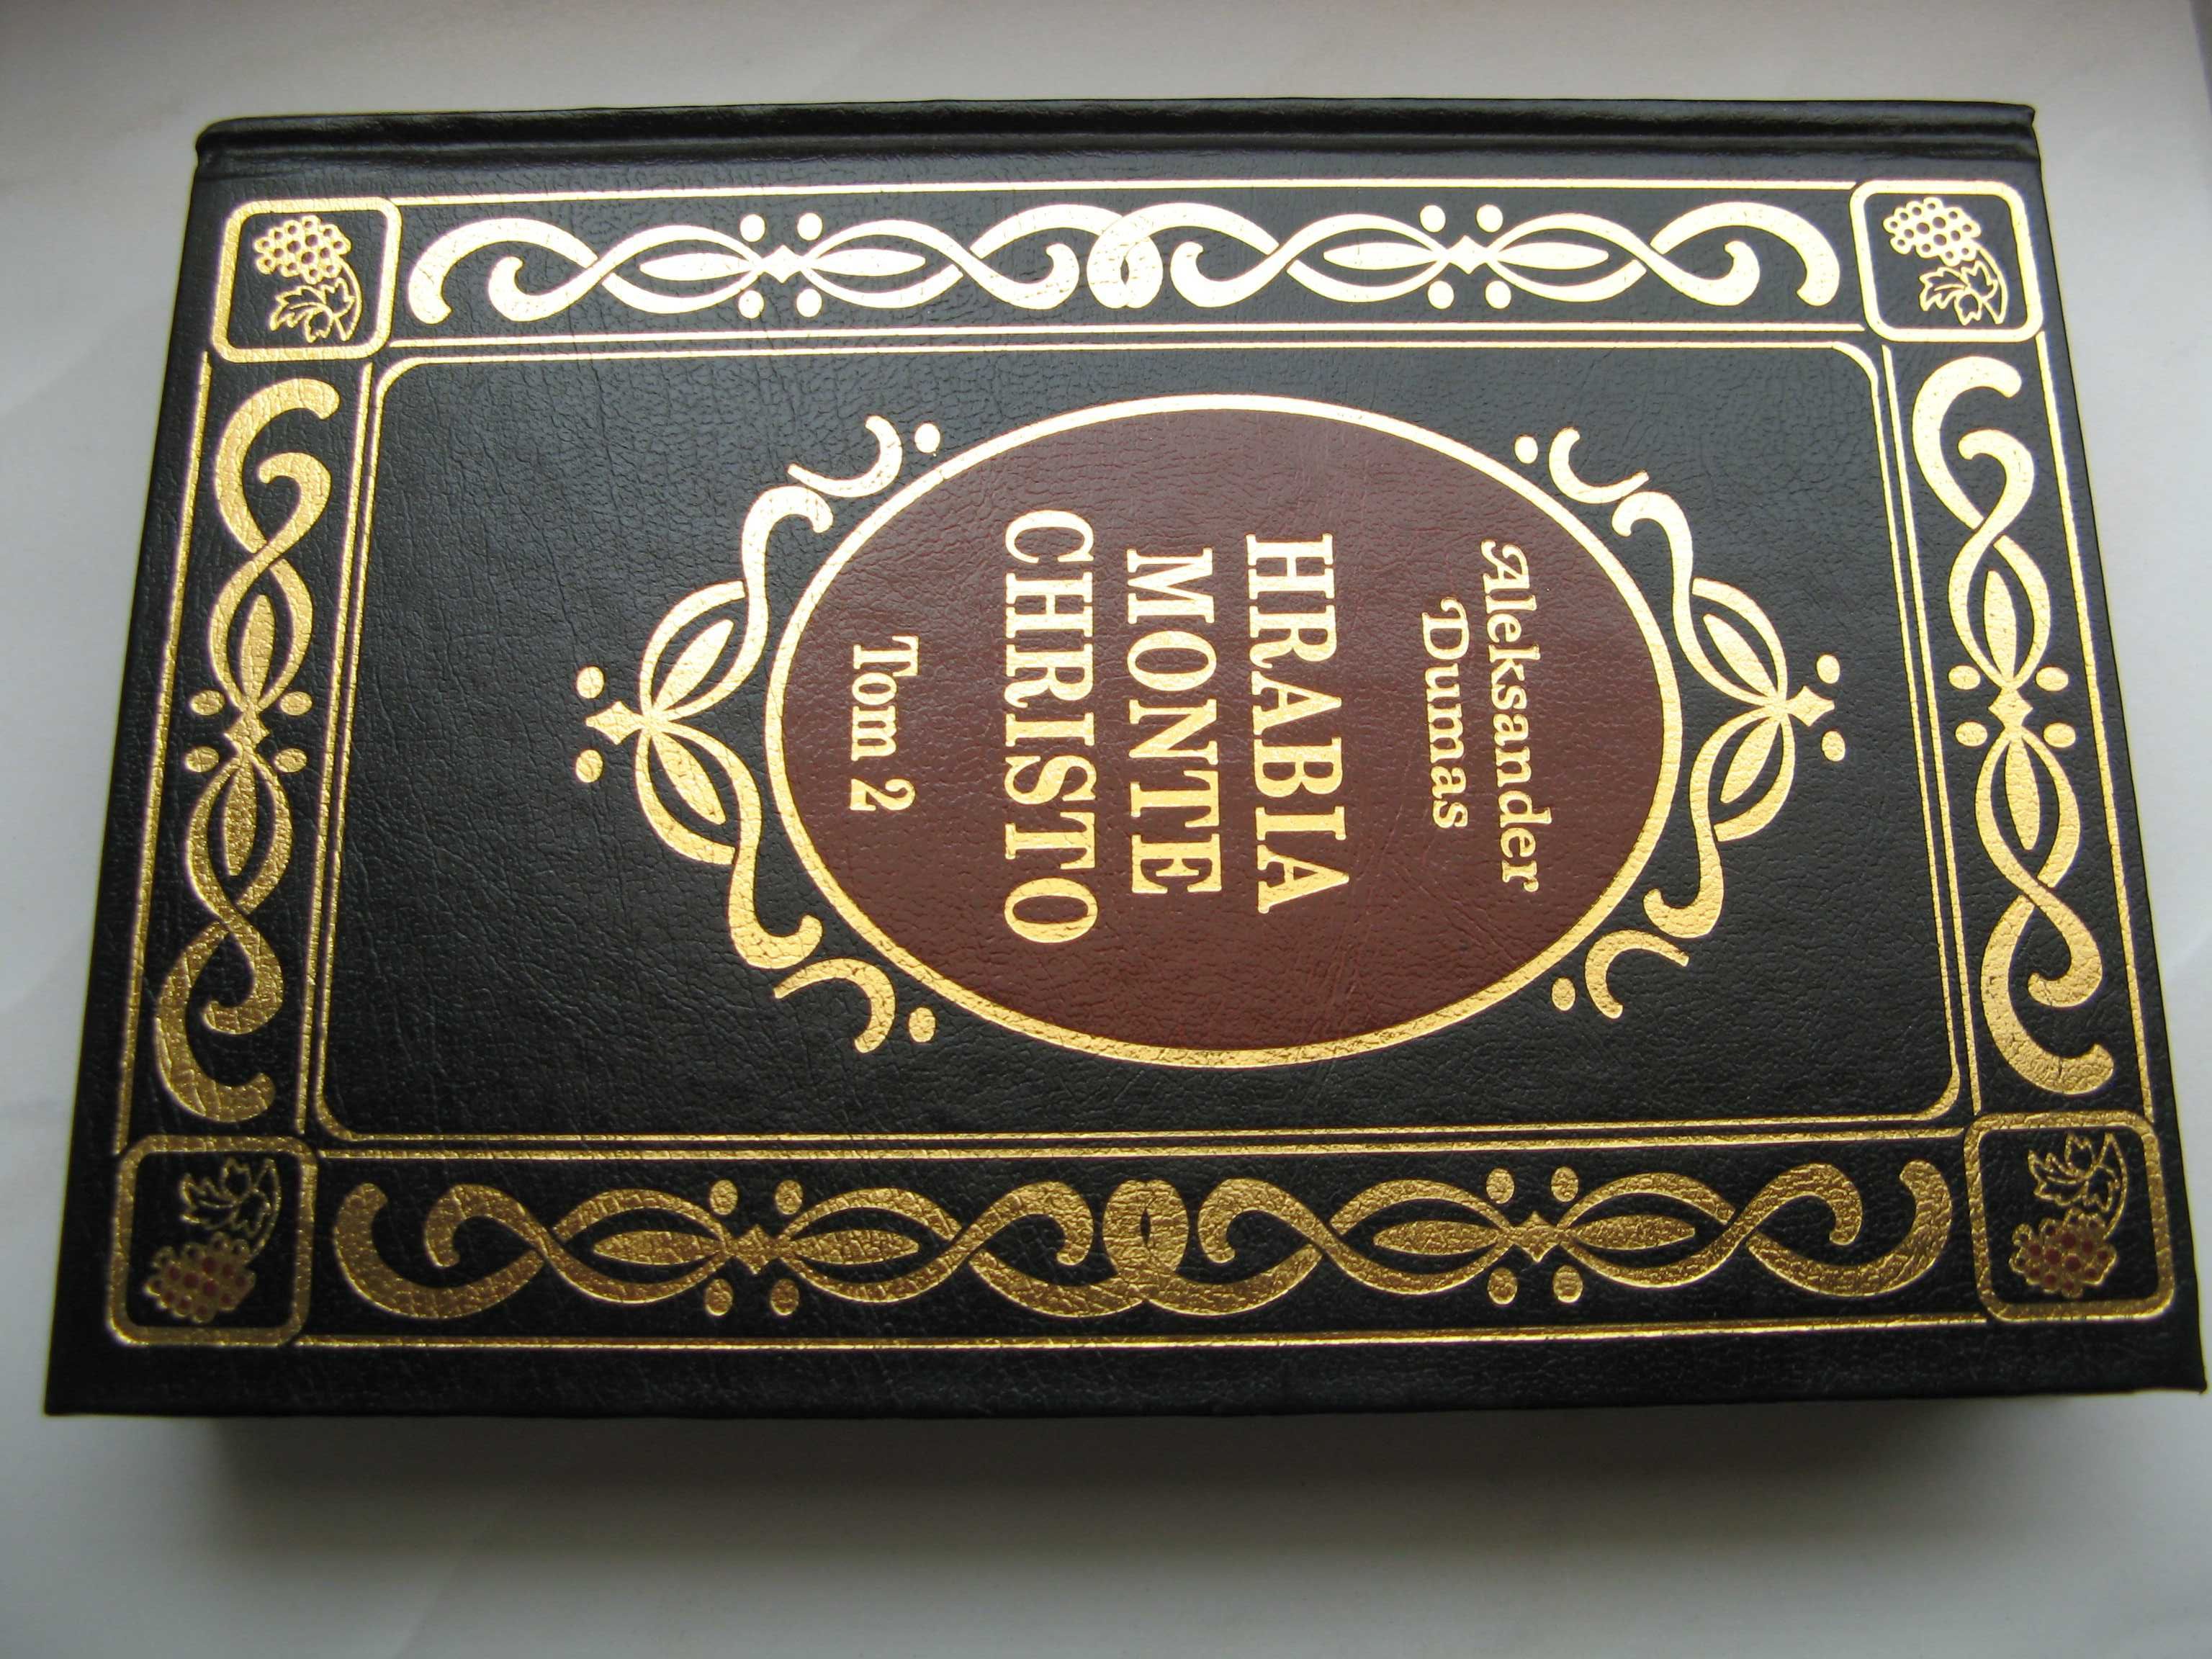 Aleksander
Dumas
HRABIA
MONTE
CHRISTO
Tom 2